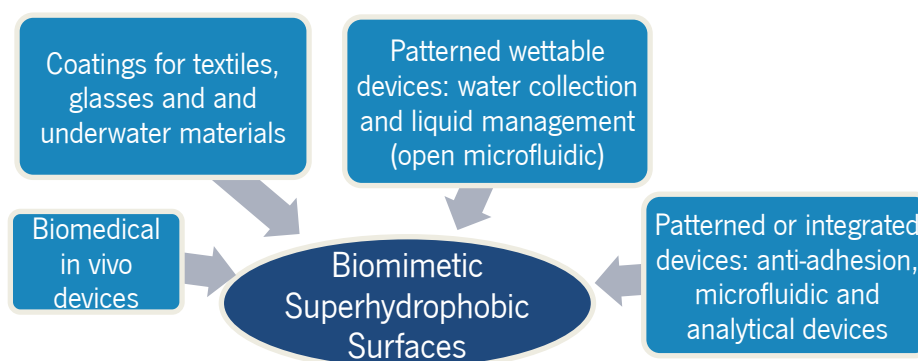 Coatings for textiles,
glasses and and
underwater materials
Patterned wettable
devices: water collection
and liquid management
(open microfluidic)
Biomedical
in vivo
devices
Biomimetic
Superhydrophobic
Surfaces
Patterned or integrated
devices: anti-adhesion,
microfluidic and
analytical devices